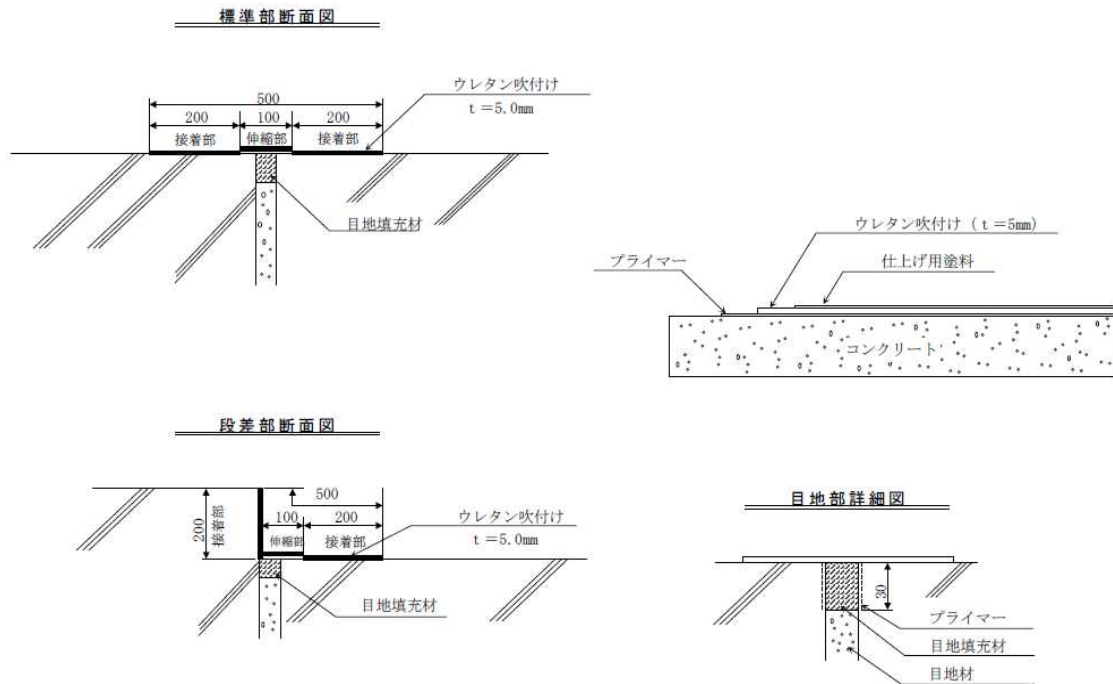 標準部断面図
ウレタン吹付け
t=5.0mm
500
200
100
200
接着部
伸縮部
接着部
目地填充材
ウレタン吹付け(t=5mm)
プライマー
仕上げ用塗料
コンクリート
段差部断面図
500
200
接着部
100
200
伸縮部
接着部
ウレタン吹付け
t=5.0mm
目地填充材
目地部詳細図
30
プライマー
目地填充材
目地材